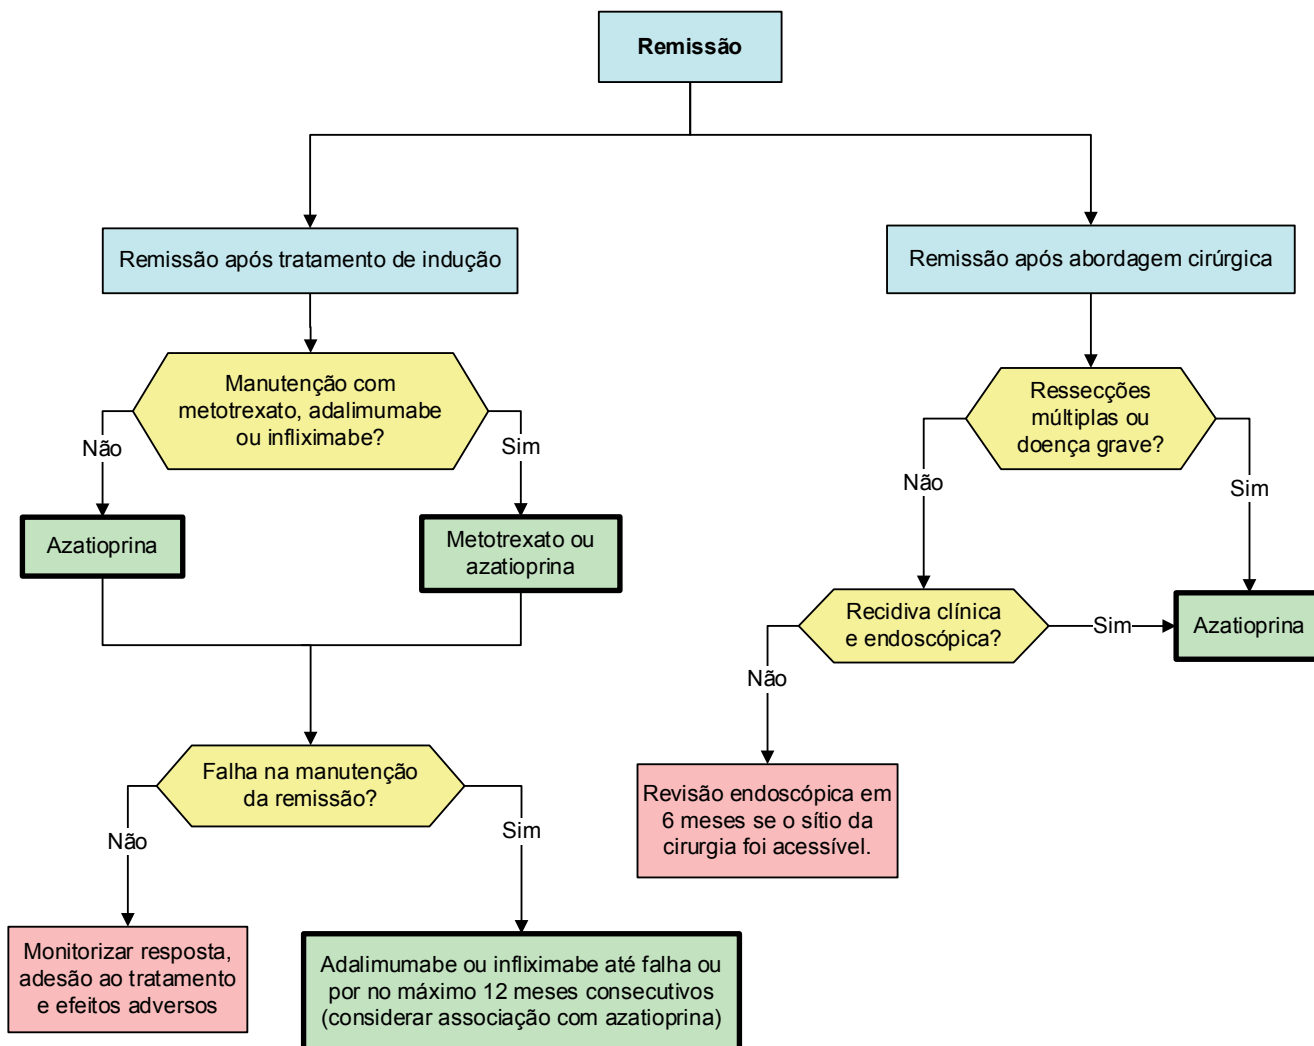 Remissão
Remissão após tratamento de indução
Remissão após abordagem cirúrgica
Manutenção com
metotrexato, adalimumabe
ou infliximabe?
Ressecções
múltiplas ou
doença grave?
Não
Sim
Não
Sim
Azatioprina
Metotrexato ou
azatioprina
Recidiva clínica
e endoscópica?
Sim
Azatioprina
Não
Falha na manutenção
da remissão?
Revisão endoscópica em
6 meses se o sítio da
cirurgia foi acessível.
Não
Sim
Monitorizar resposta,
adesão ao tratamento
e efeitos adversos
Adalimumabe ou infliximabe até falha ou
por no máximo 12 meses consecutivos
(considerar associação com azatioprina)